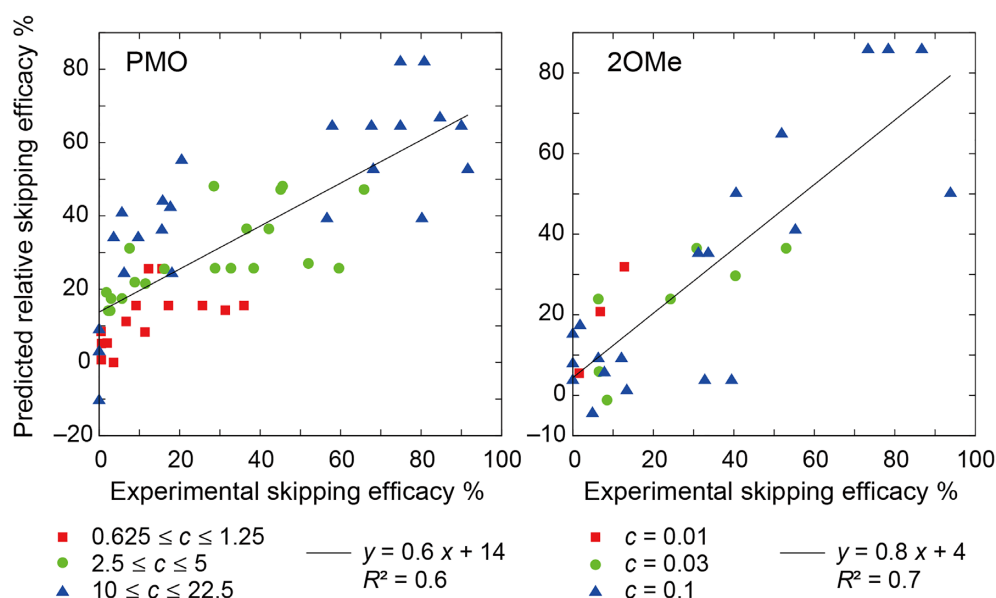 Predicted relative skipping efficacy %
PMO
80
60
40
20
0
–20
0 20 40 60 80 100
Experimental skipping efficacy %
0.625 ≤ c ≤ 1.25
2.5 ≤ c ≤ 5
10 ≤ c ≤ 22.5
y = 0.6 x + 14
R² = 0.6
2OMe
80
60
40
20
0
–10
0 20 40 60 80 100
Experimental skipping efficacy %
c = 0.01
c = 0.03
c = 0.1
y = 0.8 x + 4
R² = 0.7